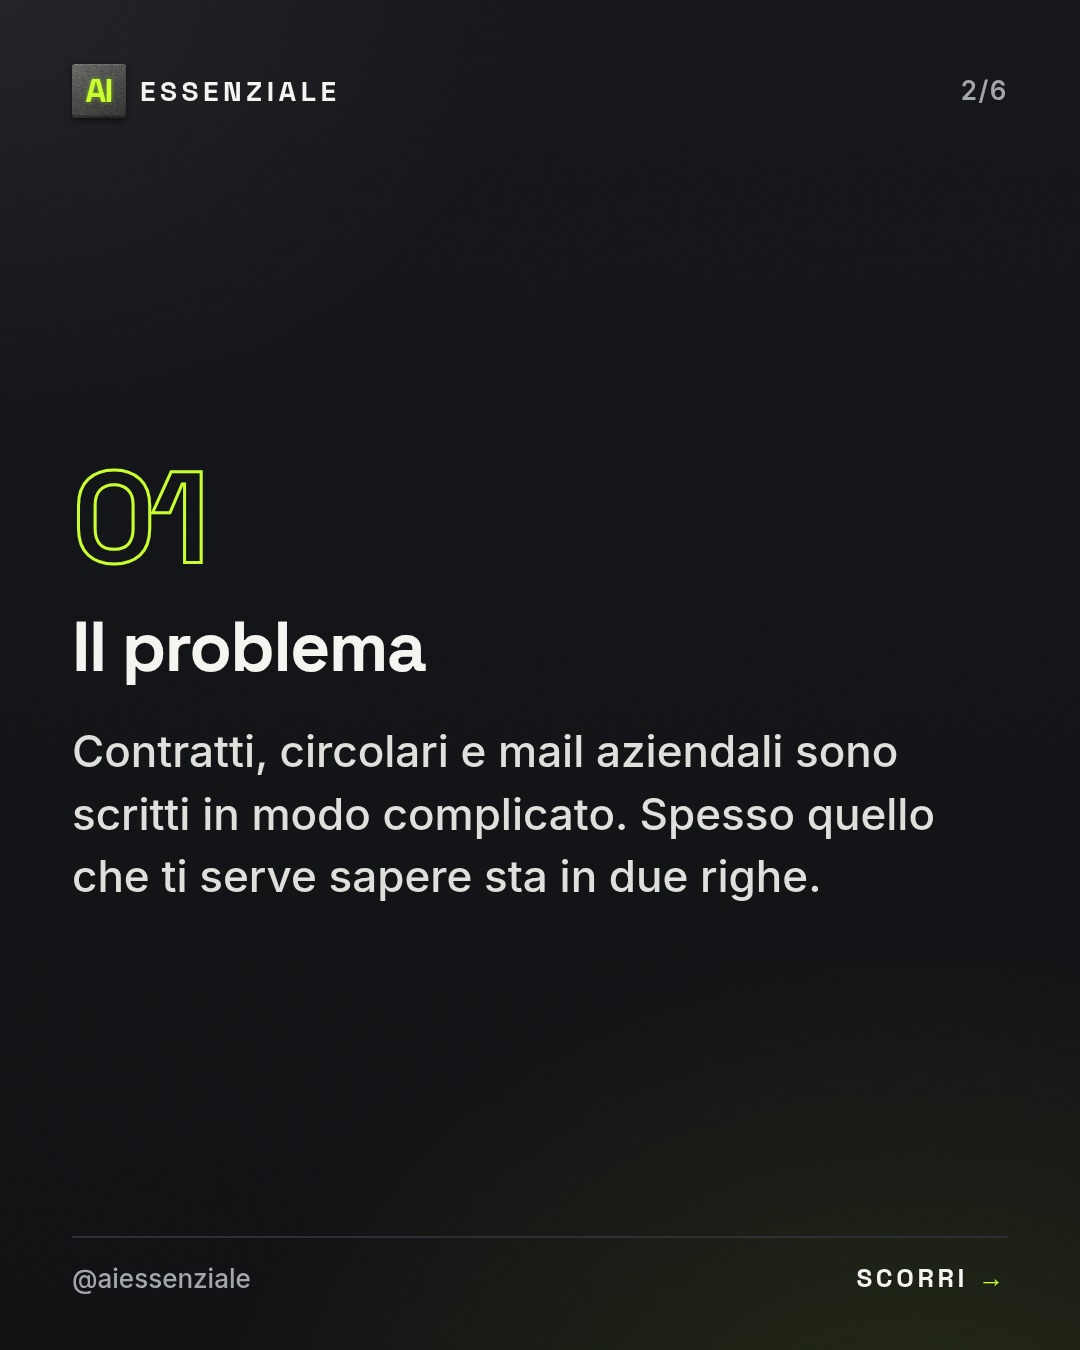 AI ESSENZIALE
2/6
01
Il problema
Contratti, circolari e mail aziendali sono
scritti in modo complicato. Spesso quello
che ti serve sapere sta in due righe.
@aiessenziale
SCORRI →